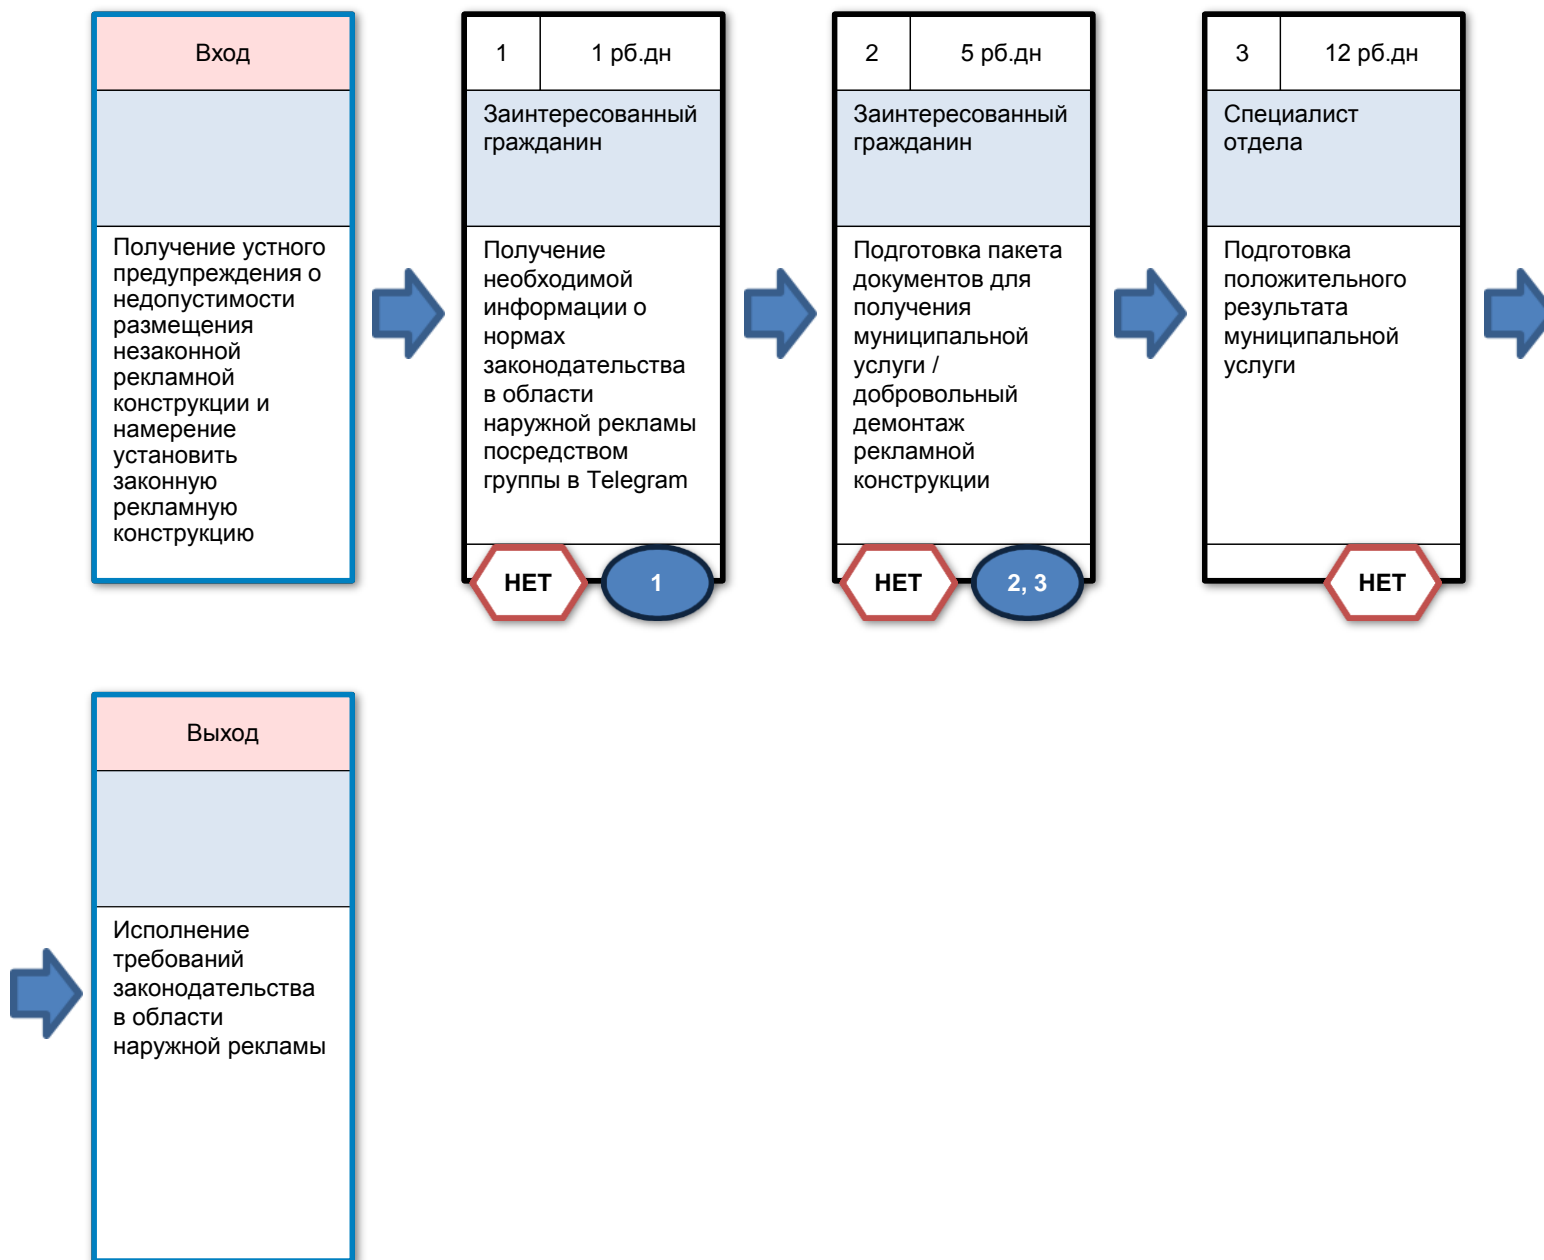 Вход
Получение устного
предупреждения о
недопустимости
размещения
незаконной
рекламной
конструкции и
намерение
установить
законную
рекламную
конструкцию
1
1 рб.дн
Заинтересованный
гражданин
Получение
необходимой
информации о
нормах
законодательства
в области
наружной рекламы
посредством
группы в Telegram
НЕТ
1
2
5 рб.дн
Заинтересованный
гражданин
Подготовка пакета
документов для
получения
муниципальной
услуги /
добровольный
демонтаж
рекламной
конструкции
НЕТ
2, 3
3
12 рб.дн
Специалист
отдела
Подготовка
положительного
результата
муниципальной
услуги
НЕТ
Выход
Исполнение
требований
законодательства
в области
наружной рекламы